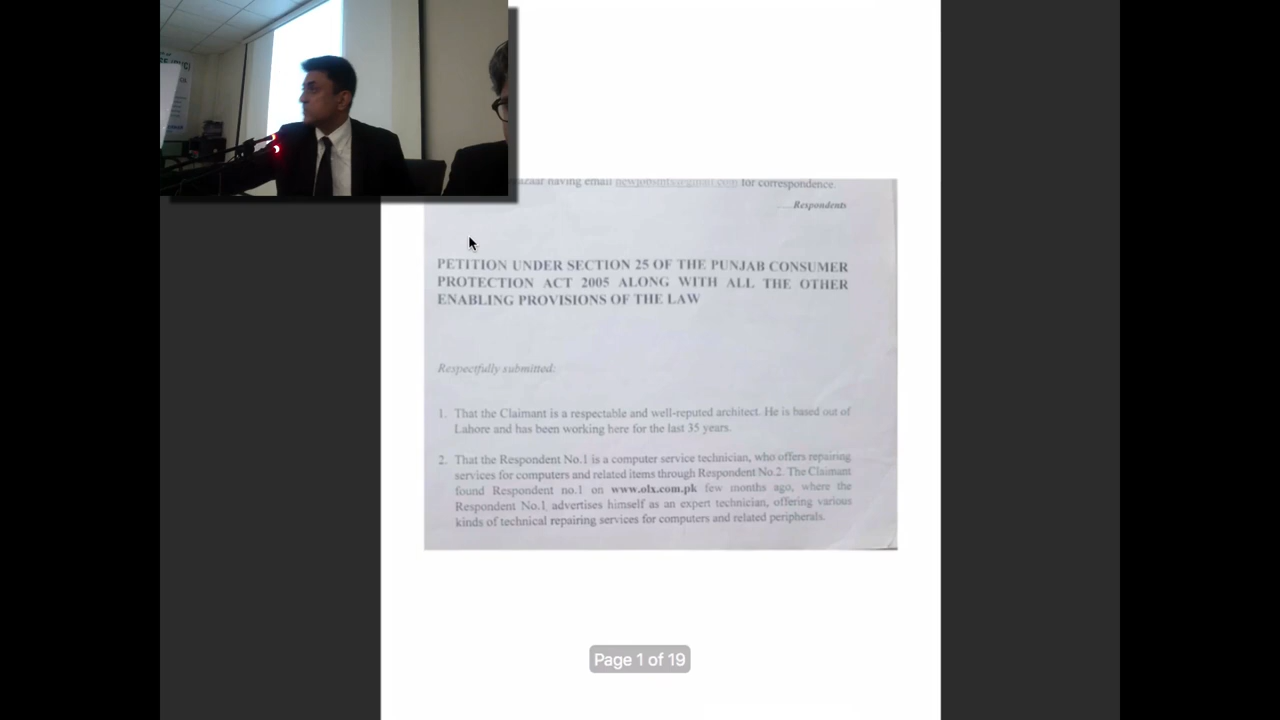 having email newjobsinfo@gmail.com for correspondence.
.....Respondents
PETITION UNDER SECTION 25 OF THE PUNJAB CONSUMER
PROTECTION ACT 2005 ALONG WITH ALL THE OTHER
ENABLING PROVISIONS OF THE LAW
Respectfully submitted:
1. That the Claimant is a respectable and well-reputed architect. He is based out of
Lahore and has been working here for the last 35 years.
2. That the Respondent No.1 is a computer service technician, who offers repairing
services for computers and related items through Respondent No.2. The Claimant
found Respondent no.1 on www.olx.com.pk few months ago, where the
Respondent No.1 advertises himself as an expert technician, offering various
kinds of technical repairing services for computers and related peripherals.
Page 1 of 19